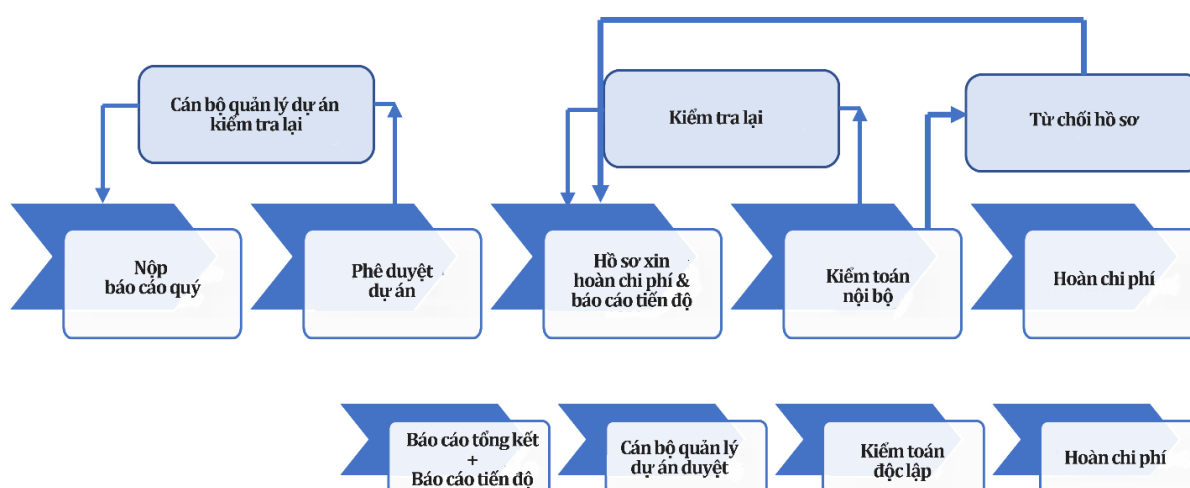 Cán bộ quản lý dự án
kiểm tra lại
Kiểm tra lại
Từ chối hồ sơ
Nộp
báo cáo quý
Phê duyệt
dự án
Hồ sơ xin
hoàn chi phí &
báo cáo tiến độ
Kiểm toán
nội bộ
Hoàn chi phí
Báo cáo tổng kết
+
Báo cáo tiến độ
Cán bộ quản lý
dự án duyệt
Kiểm toán
độc lập
Hoàn chi phí